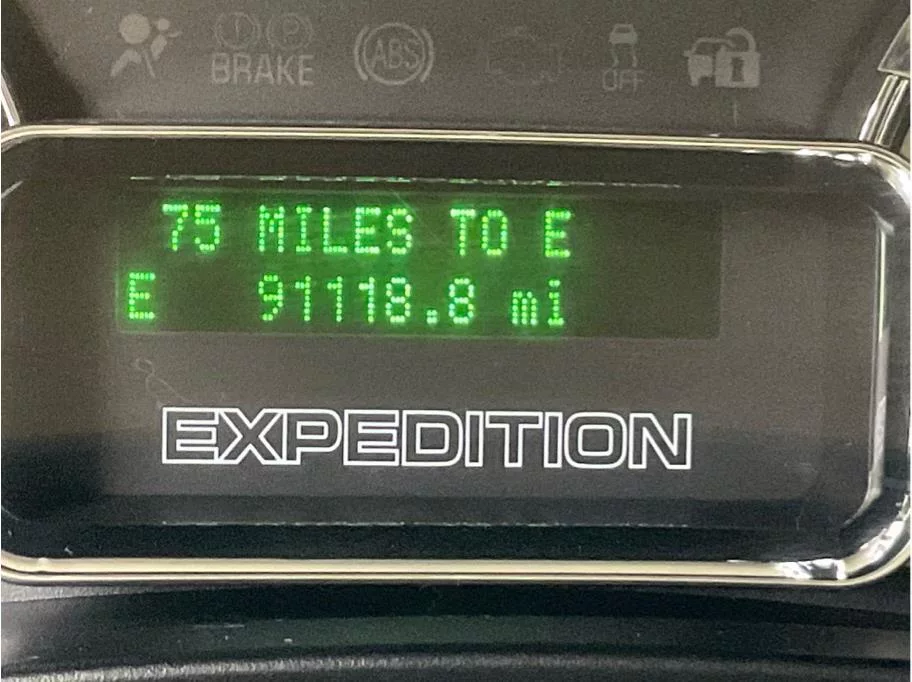 BRAKE
ABS
OFF
75 MILES TO E
E 91118.8 mi
EXPEDITION